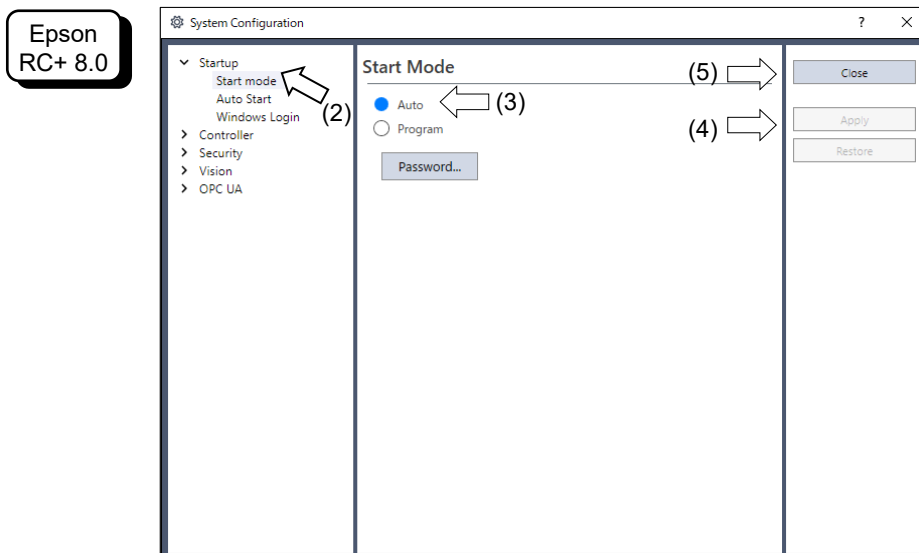 Epson
RC+ 8.0
System Configuration
?
Startup
Start mode
Auto Start
Windows Login
Controller
Security
Vision
OPC UA
(2)
Start Mode
Auto
(3)
Program
Password...
(5)
Close
(4)
Apply
Restore